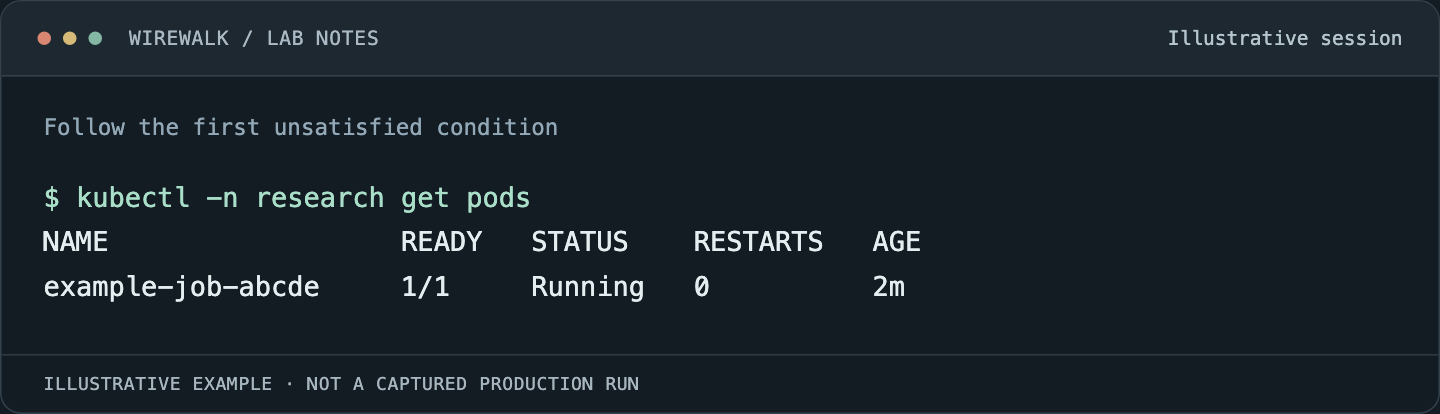 WIREWALK / LAB NOTES
Illustrative session
Follow the first unsatisfied condition
$ kubectl -n research get pods
NAME READY STATUS RESTARTS AGE
example-job-abcde 1/1 Running 0 2m
ILLUSTRATIVE EXAMPLE · NOT A CAPTURED PRODUCTION RUN